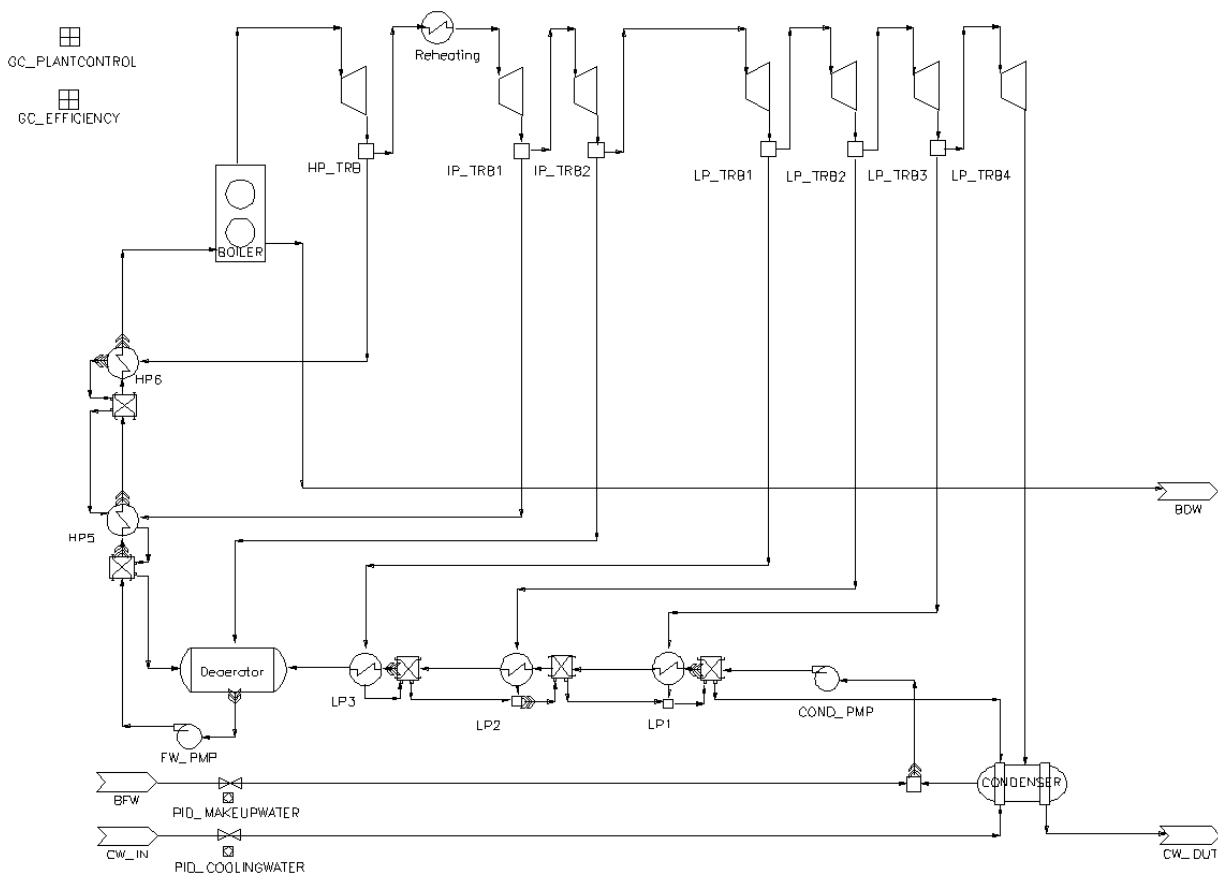 Reheating
GC_PLANTCONTROL
GC_EFFICIENCY
HP_TRB
IP_TRB1
IP_TRB2
LP_TRB1
LP_TRB2
LP_TRB3
LP_TRB4
BOILER
HP6
BDW
HP5
Deaerator
LP3
LP2
LP1
COND_PMP
FW_PMP
CONDENSER
BFW
PID_MAKEUPWATER
CW_IN
CW_OUT
PID_COOLINGWATER